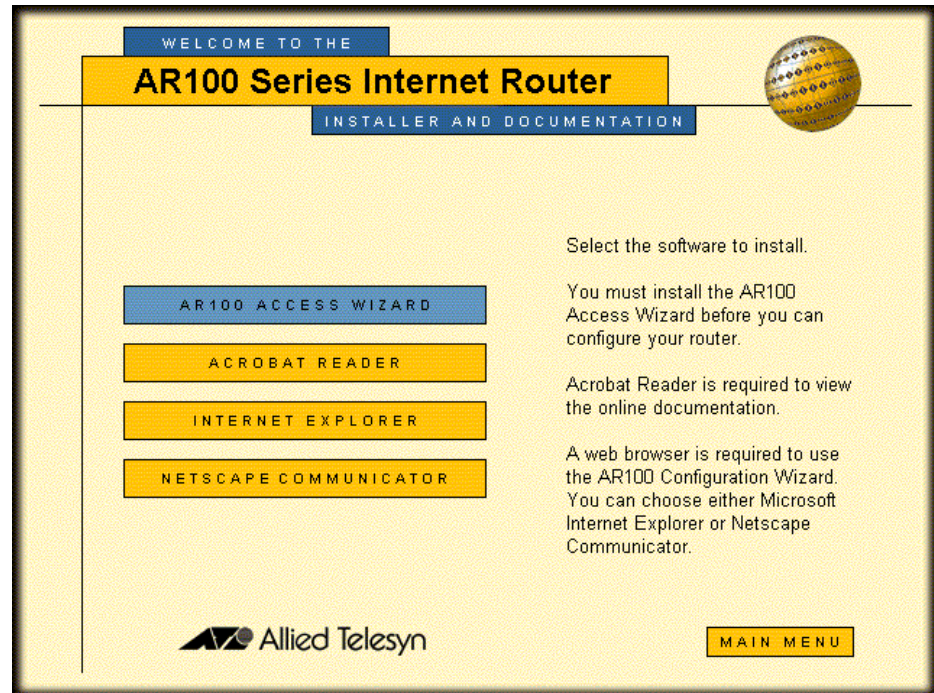 WELCOME TO THE
AR100 Series Internet Router
INSTALLER AND DOCUMENTATION
AR100 ACCESS WIZARD
ACROBAT READER
INTERNET EXPLORER
NETSCAPE COMMUNICATOR
Select the software to install.
You must install the AR100
Access Wizard before you can
configure your router.
Acrobat Reader is required to view
the online documentation.
A web browser is required to use
the AR100 Configuration Wizard.
You can choose either Microsoft
Internet Explorer or Netscape
Communicator.
Allied Telesyn
MAIN MENU